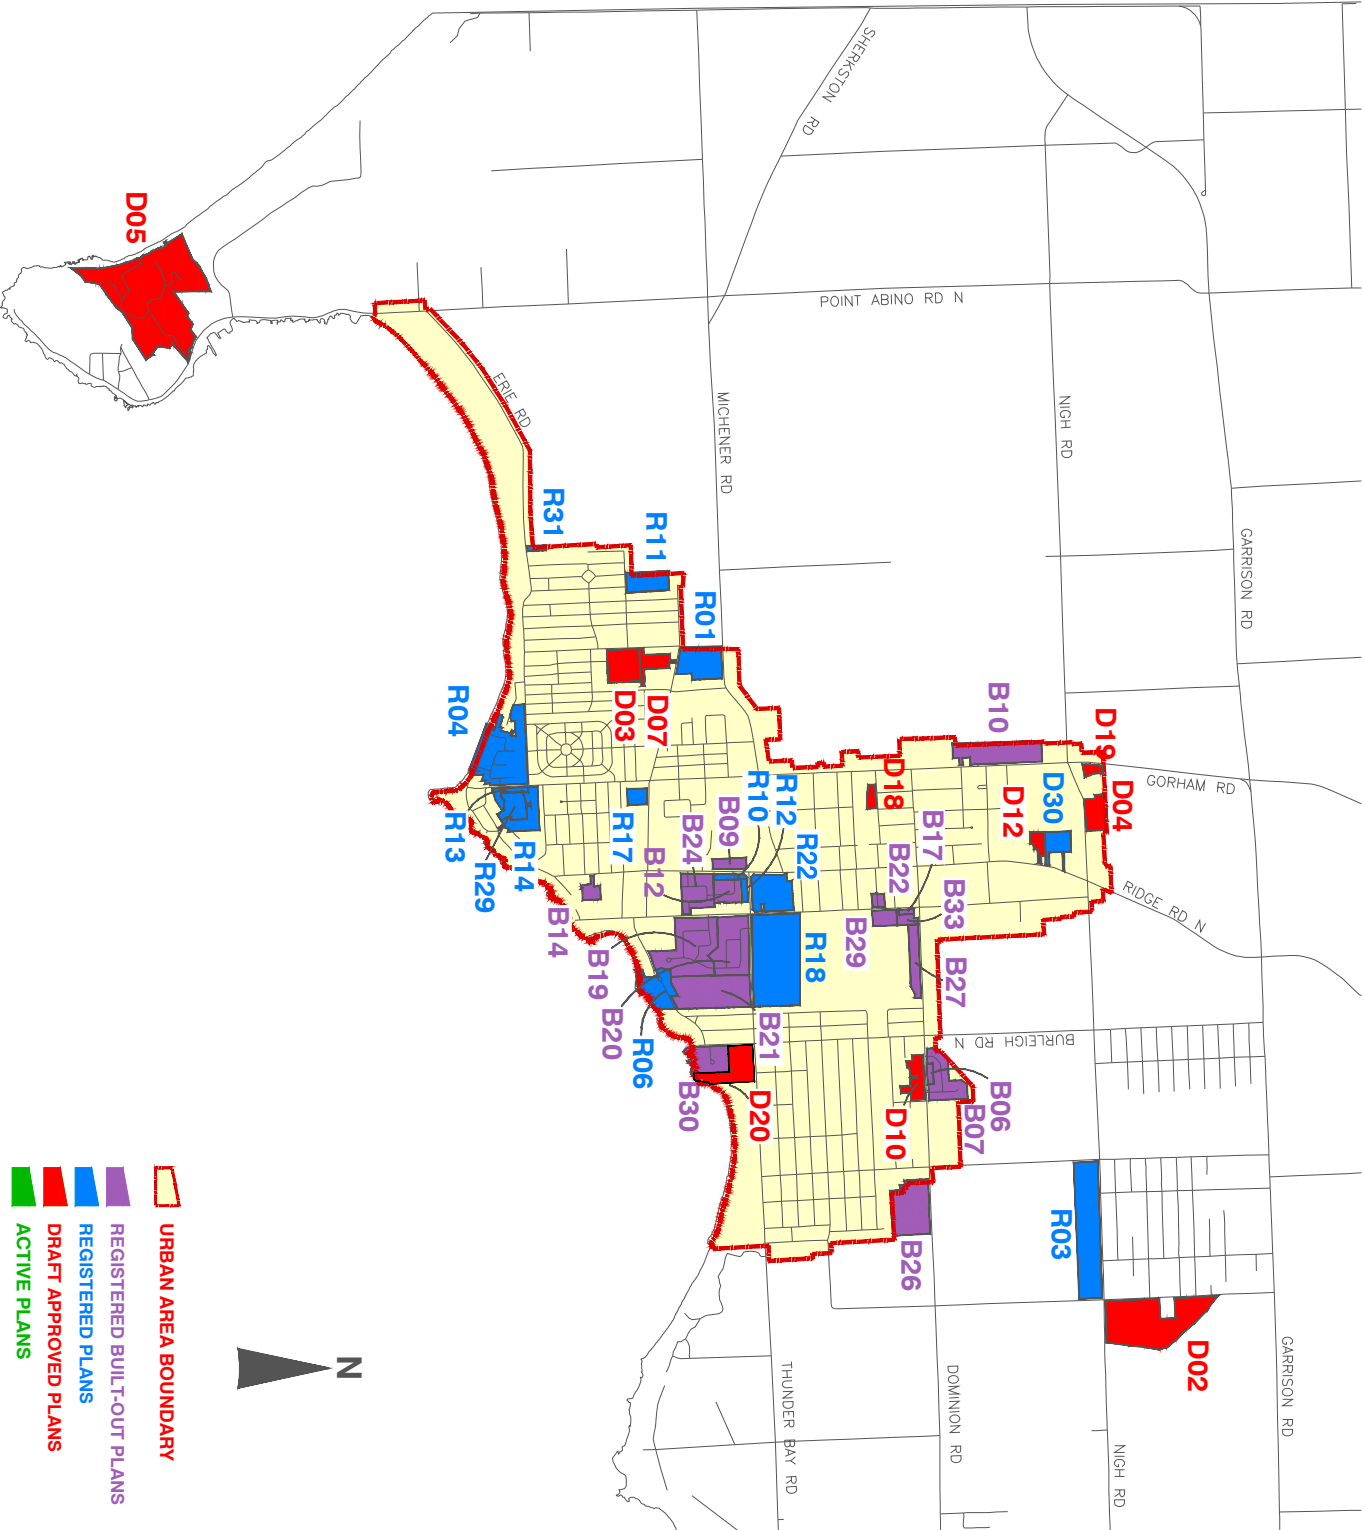 SHERKSTON RD
D05
POINT ABINO RD N
ERIE RD
MICHENER RD
NIGH RD
GARRISON RD
R31
R11
R01
R04
D03
D07
B10
D19
GORHAM RD
D04
D30
D12
D18
R10
R12
B09
B24
B12
R17
R22
B17
B22
R13
R29
R14
B33
B29
RIDGE RD N
B14
B19
B20
R06
R18
B27
B21
BURLEIGH RD N
B30
D20
D10
B06
B07
R03
B26
D02
THUNDER BAY RD
DOMINION RD
NIGH RD
GARRISON RD
N
URBAN AREA BOUNDARY
REGISTERED BUILT-OUT PLANS
REGISTERED PLANS
DRAFT APPROVED PLANS
ACTIVE PLANS